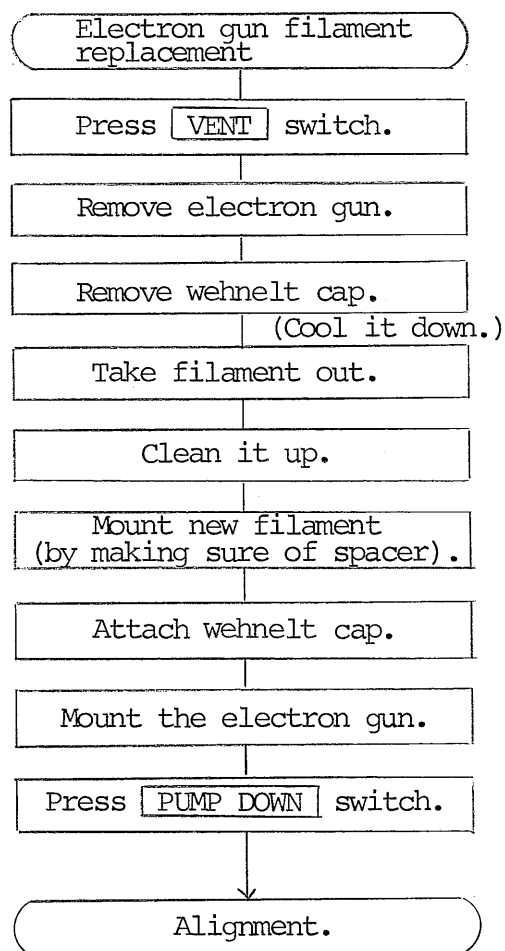 Electron gun filament
replacement
Press VENT switch.
Remove electron gun.
Remove wehnelt cap.
(Cool it down.)
Take filament out.
Clean it up.
Mount new filament
(by making sure of spacer).
Attach wehnelt cap.
Mount the electron gun.
Press PUMP DOWN switch.
Alignment.